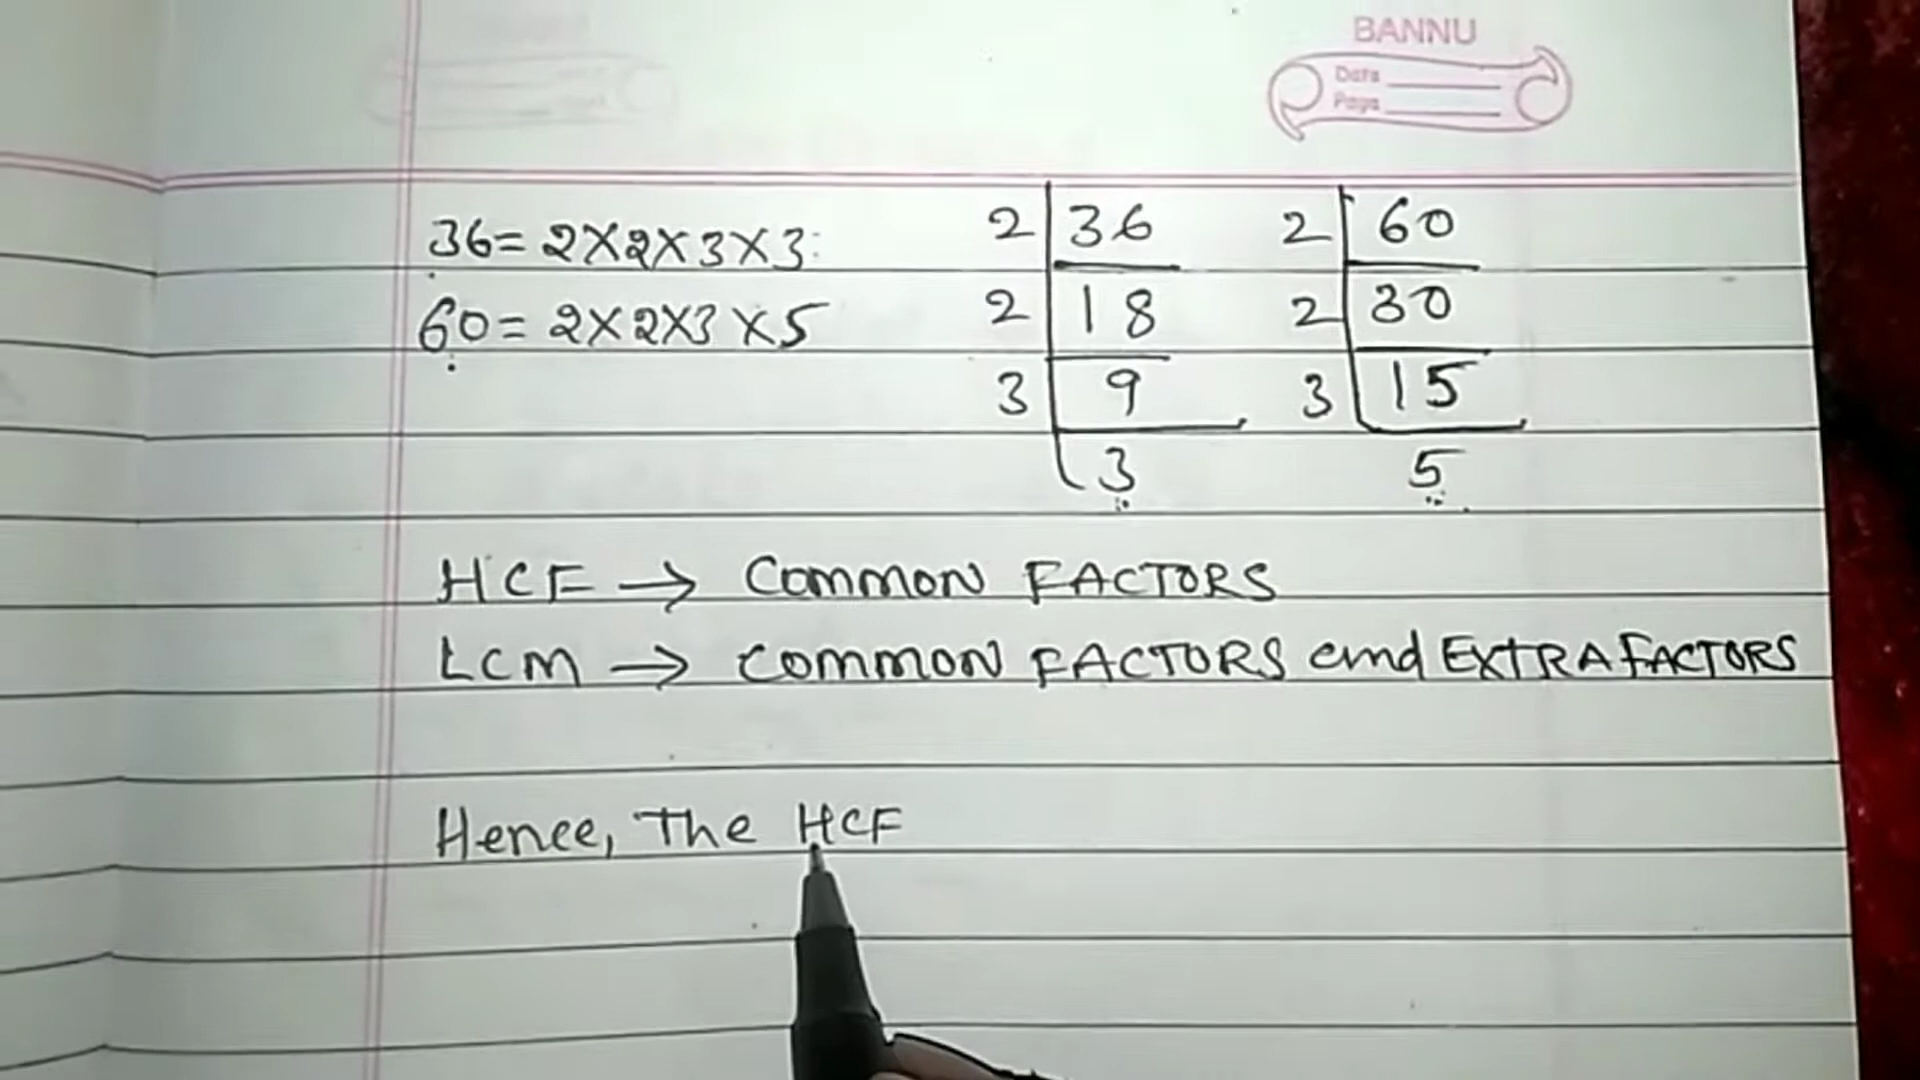 BANNU
Date
Page
36= 2X2X3X3
60= 2X2X3X5
2 36
2 18
3 9
3
2 60
2 30
3 15
5
HCF → Common FACTORS
LCM → COMMON FACTORS and EXTRA FACTORS
Hence, The HCF